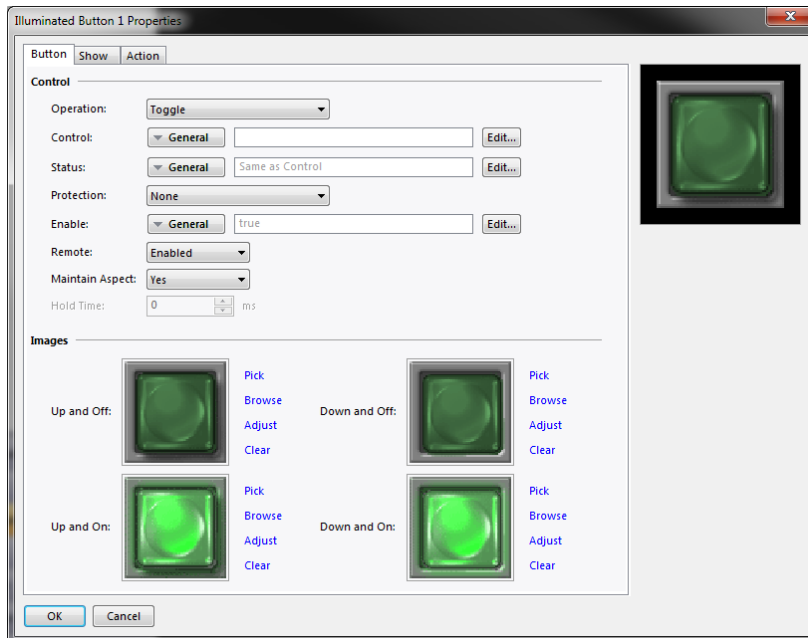 Illuminated Button 1 Properties
Button Show Action
Control
Operation: Toggle
Control: General Edit...
Status: General Same as Control Edit...
Protection: None
Enable: General true Edit...
Remote: Enabled
Maintain Aspect: Yes
Hold Time: 0 ms
Images
Up and Off: Pick Browse Adjust Clear
Down and Off: Pick Browse Adjust Clear
Up and On: Pick Browse Adjust Clear
Down and On: Pick Browse Adjust Clear
OK Cancel